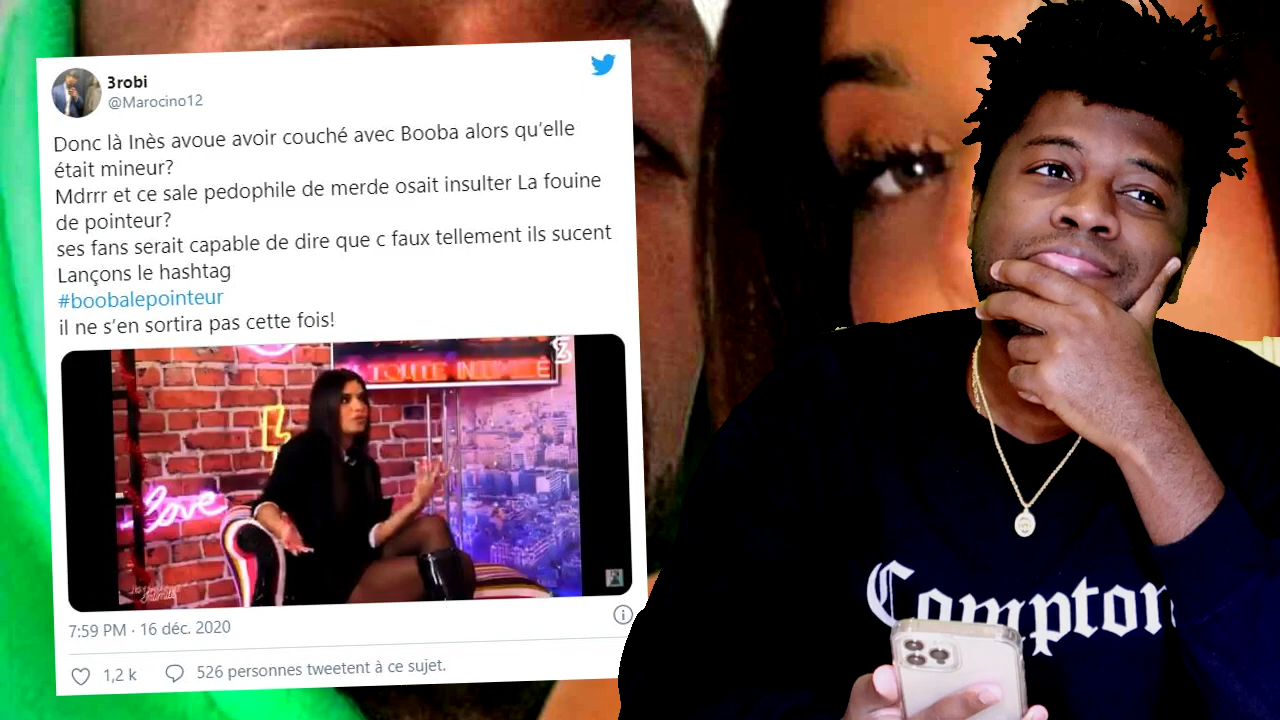 3robi
@Marocino12
Donc là Inès avoue avoir couché avec Booba alors qu'elle
était mineur?
Mdrrr et ce sale pedophile de merde osait insulter La fouine
de pointeur?
ses fans serait capable de dire que c faux tellement ils sucent
Lançons le hashtag
#boobalepointeur
il ne s'en sortira pas cette fois!
love
7:59 PM · 16 déc. 2020
1,2 k
526 personnes tweetent à ce sujet.
Compton